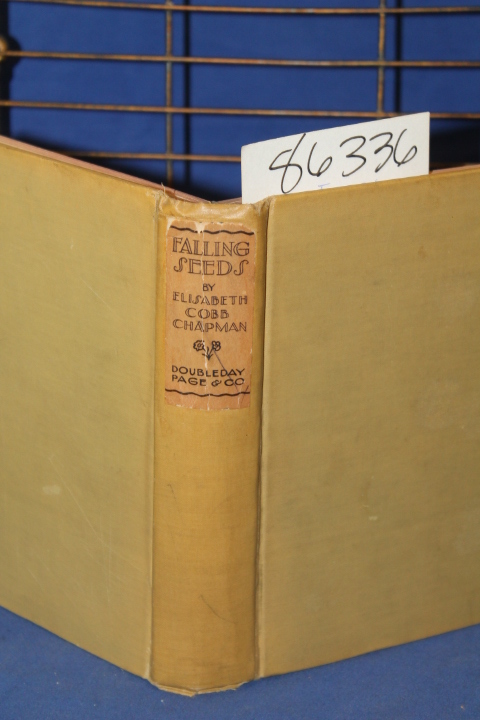 86336
FALLING
SEEDS
BY
ELISABETH
COBB
CHAPMAN
DOUBLEDAY
PAGE & CO